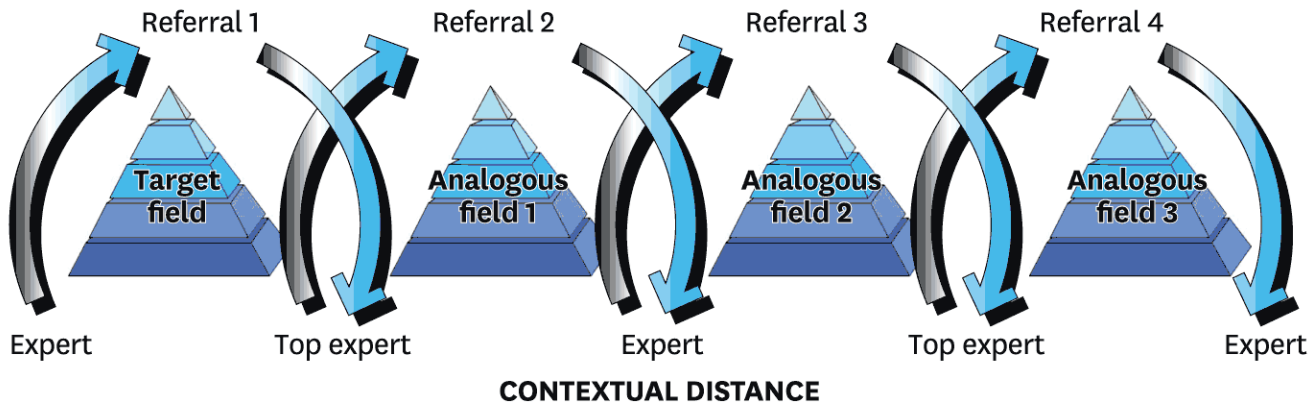 Referral 1
Referral 2
Referral 3
Referral 4
Target
field
Analogous
field 1
Analogous
field 2
Analogous
field 3
Expert
Top expert
Expert
Top expert
Expert
CONTEXTUAL DISTANCE